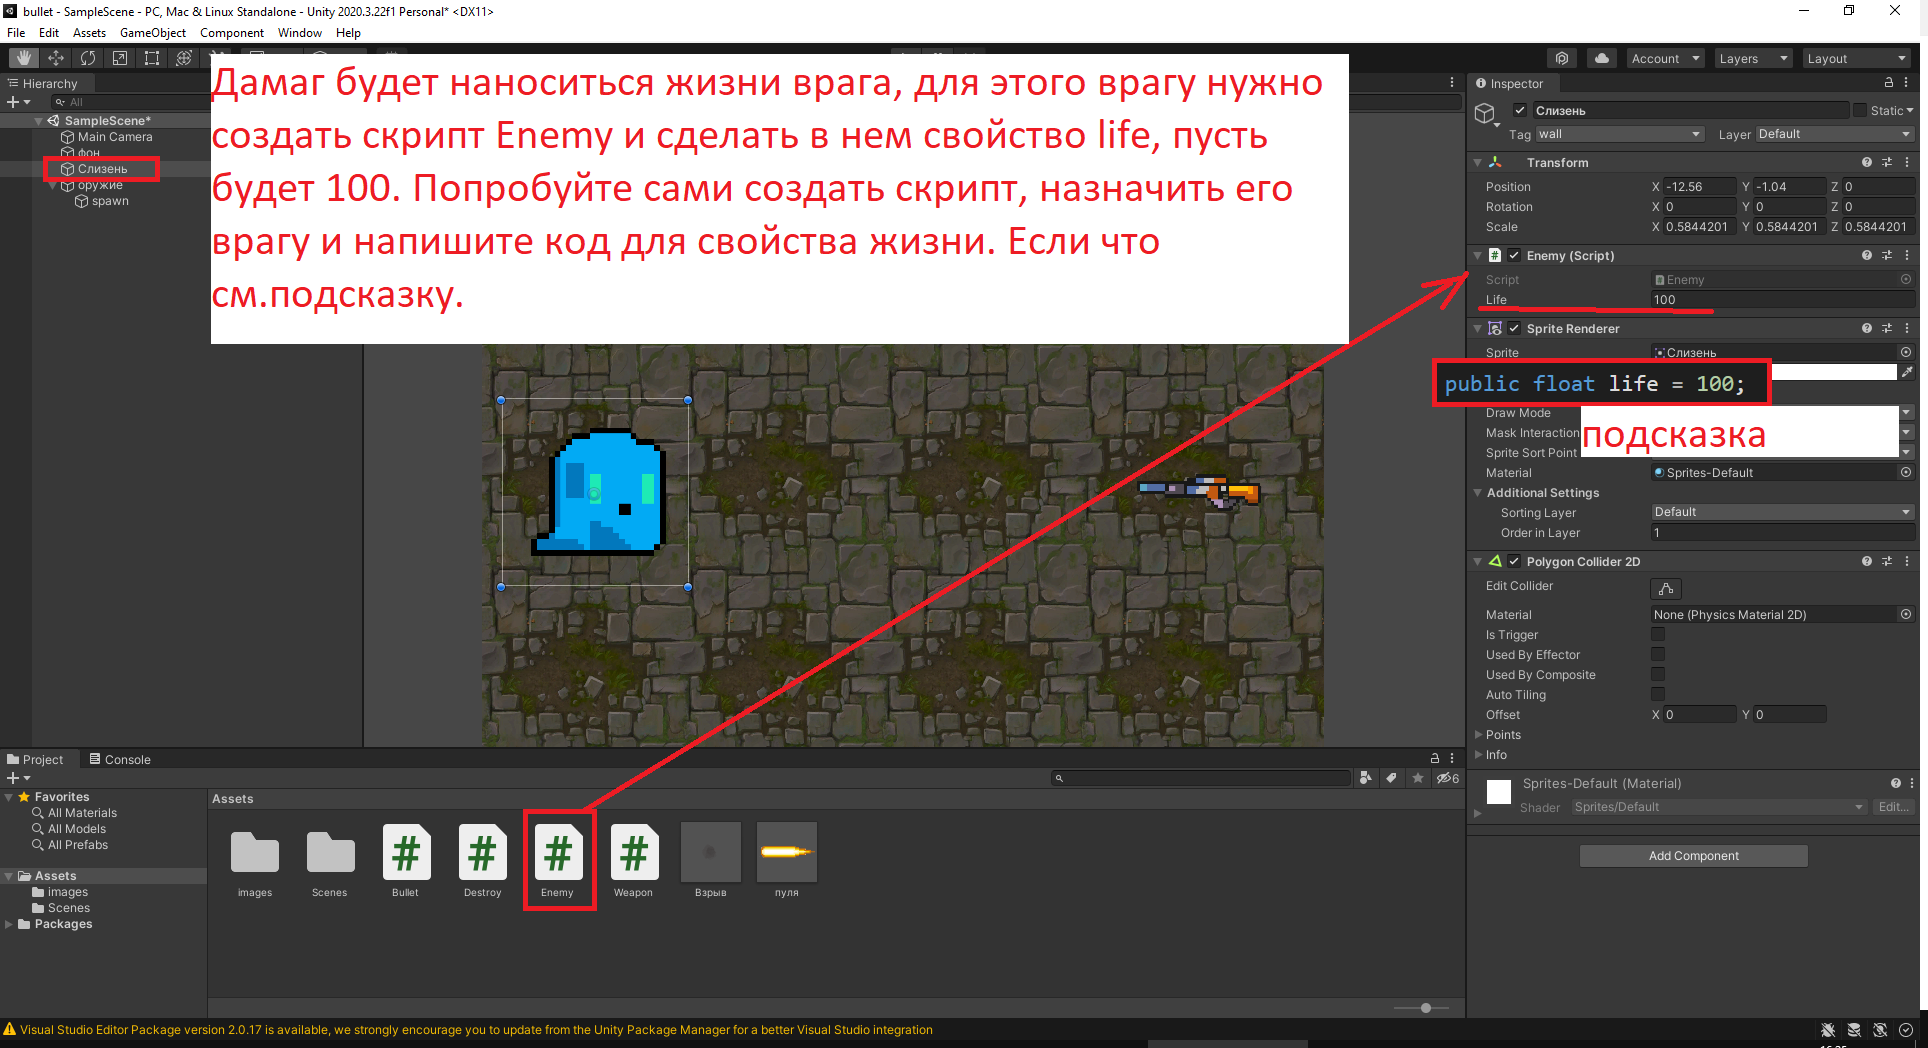 bullet - SampleScene - PC, Mac & Linux Standalone - Unity 2020.3.22f1 Personal* <DX11>
File Edit Assets GameObject Component Window Help
Account Layers Layout
Hierarchy
All
SampleScene*
Main Camera
фон
Слизень
оружие
spawn
Дамаг будет наноситься жизни врага, для этого врагу нужно
создать скрипт Enemy и сделать в нем свойство life, пусть
будет 100. Попробуйте сами создать скрипт, назначить его
врагу и напишите код для свойства жизни. Если что
см.подсказку.
Inspector
Слизень Static
Tag wall Layer Default
Transform
Position X -12.56 Y -1.04 Z 0
Rotation X 0 Y 0 Z 0
Scale X 0.5844201 Y 0.5844201 Z 0.5844201
# Enemy (Script)
Script Enemy
Life 100
Sprite Renderer
Sprite Слизень
public float life = 100;
Draw Mode
Mask Interaction
подсказка
Sprite Sort Point
Material Sprites-Default
Additional Settings
Sorting Layer Default
Order in Layer 1
Polygon Collider 2D
Edit Collider
Material None (Physics Material 2D)
Is Trigger
Used By Effector
Used By Composite
Auto Tiling
Offset X 0 Y 0
Points
Info
Sprites-Default (Material)
Shader Sprites/Default Edit...
Add Component
Project Console
6
Favorites
All Materials
All Models
All Prefabs
Assets
images
Scenes
Packages
Assets
# # # #
images Scenes Bullet Destroy Enemy Weapon Взрыв пуля
Visual Studio Editor Package version 2.0.17 is available, we strongly encourage you to update from the Unity Package Manager for a better Visual Studio integration